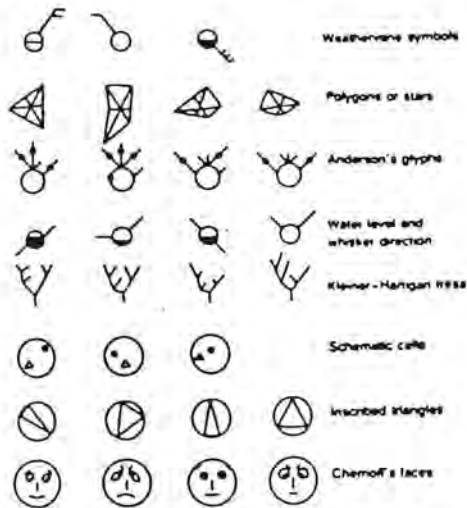 Weathervane symbols
Polygons or stars
Anderson's glyphs
Water level and
whisker direction
Kleiner-Hartigan trees
Schematic cells
Inscribed triangles
Chernoff's faces